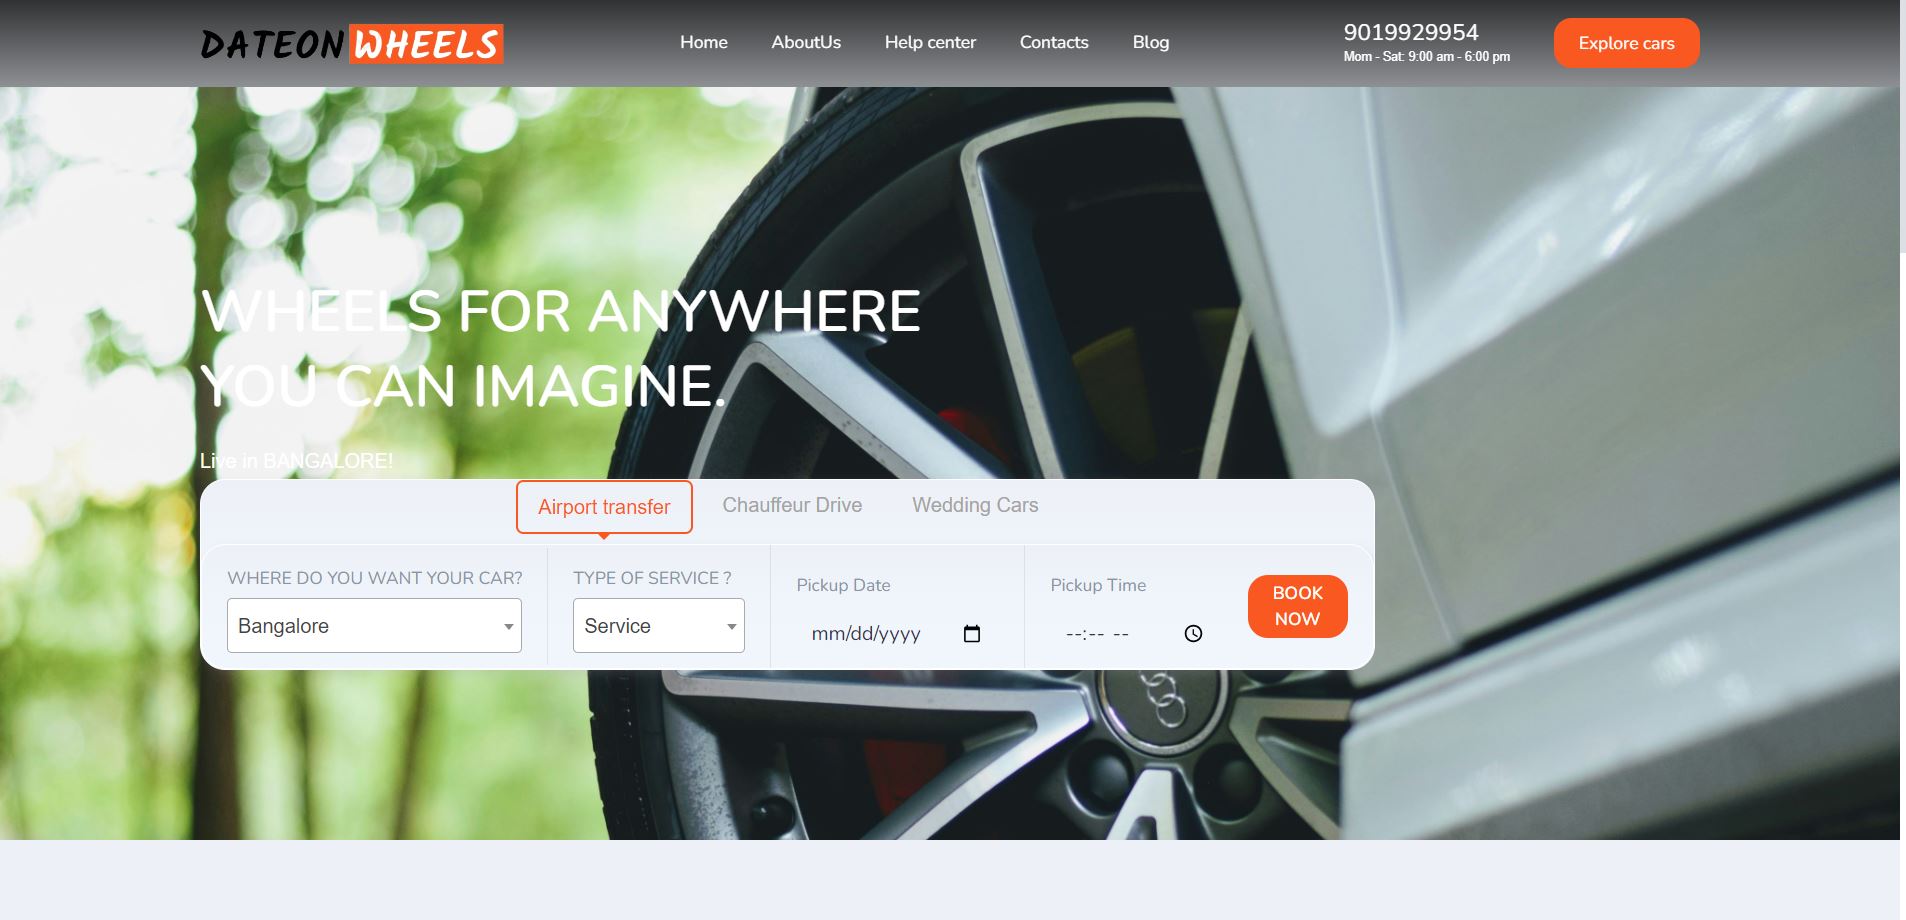 DATEON WHEELS
Home
AboutUs
Help center
Contacts
Blog
9019929954
Mon - Sat: 9:00 am - 6:00 pm
Explore cars
WHEELS FOR ANYWHERE
YOU CAN IMAGINE.
Live in BANGALORE!
Airport transfer
Chauffeur Drive
Wedding Cars
WHERE DO YOU WANT YOUR CAR?
Bangalore
TYPE OF SERVICE ?
Service
Pickup Date
mm/dd/yyyy
Pickup Time
--:-- --
BOOK
NOW